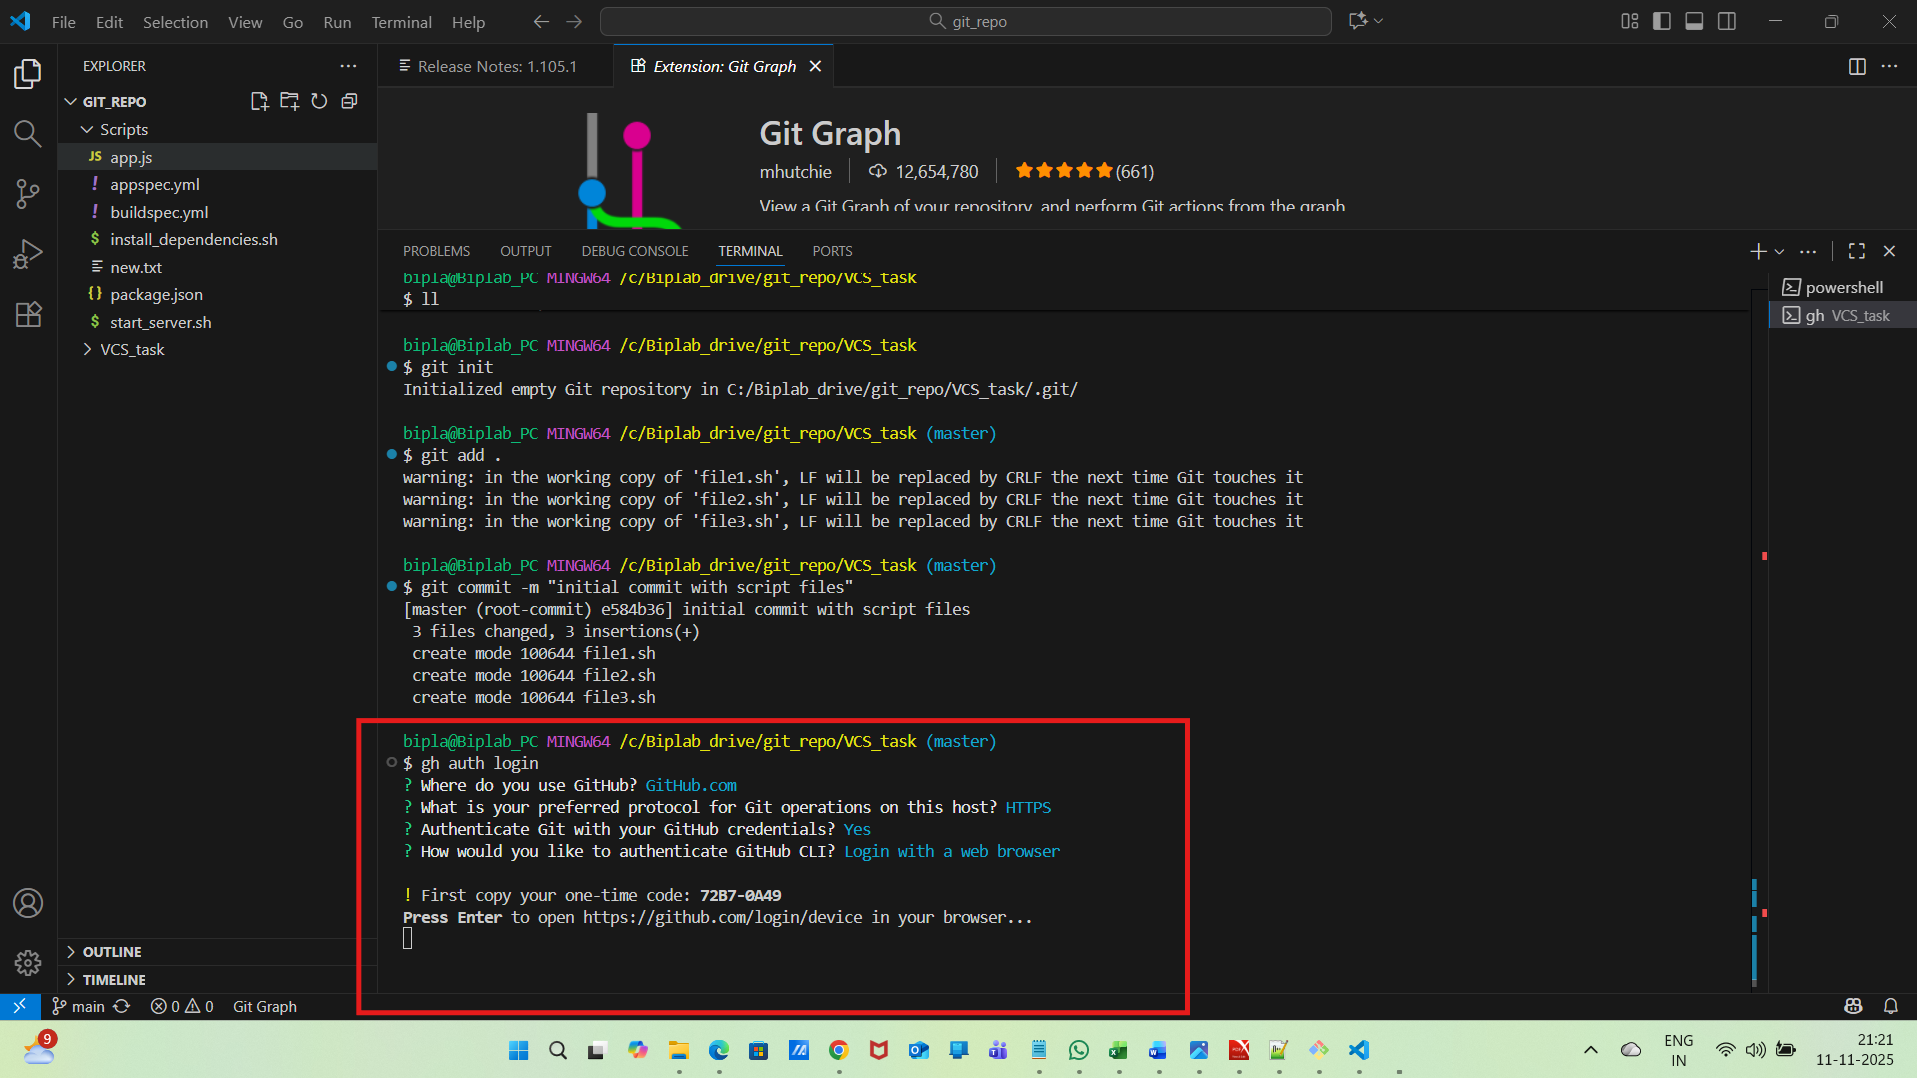 File Edit Selection View Go Run Terminal Help
git_repo
EXPLORER
GIT_REPO
Scripts
JS app.js
! appspec.yml
! buildspec.yml
$ install_dependencies.sh
new.txt
{} package.json
$ start_server.sh
VCS_task
OUTLINE
TIMELINE
Release Notes: 1.105.1
Extension: Git Graph
Git Graph
mhutchie 12,654,780 (661)
View a Git Graph of your repository, and perform Git actions from the graph
PROBLEMS OUTPUT DEBUG CONSOLE TERMINAL PORTS
powershell
gh VCS_task
bipla@Biplab_PC MINGW64 /c/Biplab_drive/git_repo/VCS_task
$ ll
bipla@Biplab_PC MINGW64 /c/Biplab_drive/git_repo/VCS_task
$ git init
Initialized empty Git repository in C:/Biplab_drive/git_repo/VCS_task/.git/
bipla@Biplab_PC MINGW64 /c/Biplab_drive/git_repo/VCS_task (master)
$ git add .
warning: in the working copy of 'file1.sh', LF will be replaced by CRLF the next time Git touches it
warning: in the working copy of 'file2.sh', LF will be replaced by CRLF the next time Git touches it
warning: in the working copy of 'file3.sh', LF will be replaced by CRLF the next time Git touches it
bipla@Biplab_PC MINGW64 /c/Biplab_drive/git_repo/VCS_task (master)
$ git commit -m "initial commit with script files"
[master (root-commit) e584b36] initial commit with script files
3 files changed, 3 insertions(+)
create mode 100644 file1.sh
create mode 100644 file2.sh
create mode 100644 file3.sh
bipla@Biplab_PC MINGW64 /c/Biplab_drive/git_repo/VCS_task (master)
$ gh auth login
? Where do you use GitHub? GitHub.com
? What is your preferred protocol for Git operations on this host? HTTPS
? Authenticate Git with your GitHub credentials? Yes
? How would you like to authenticate GitHub CLI? Login with a web browser
! First copy your one-time code: 72B7-0A49
Press Enter to open https://github.com/login/device in your browser...
main 0 0 Git Graph
9
ENG
IN
21:21
11-11-2025